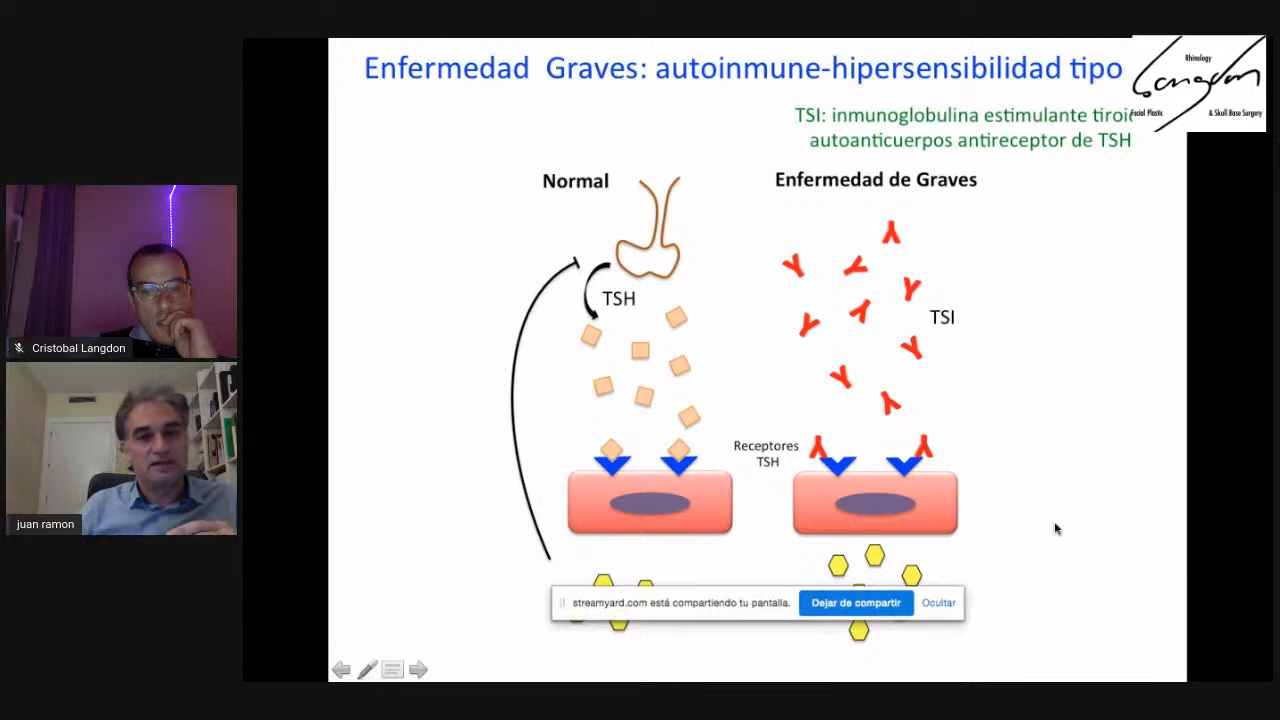 Enfermedad Graves: autoinmune-hipersensibilidad tipo
Rhinology
Langdon
Facial Plastic & Skull Base Surgery
TSI: inmunoglobulina estimulante
autoanticuerpos antireceptor de TSH
Normal
Enfermedad de Graves
TSH
TSI
Receptores
TSH
Cristobal Langdon
juan ramon
streamyard.com está compartiendo tu pantalla. Dejar de compartir Ocultar